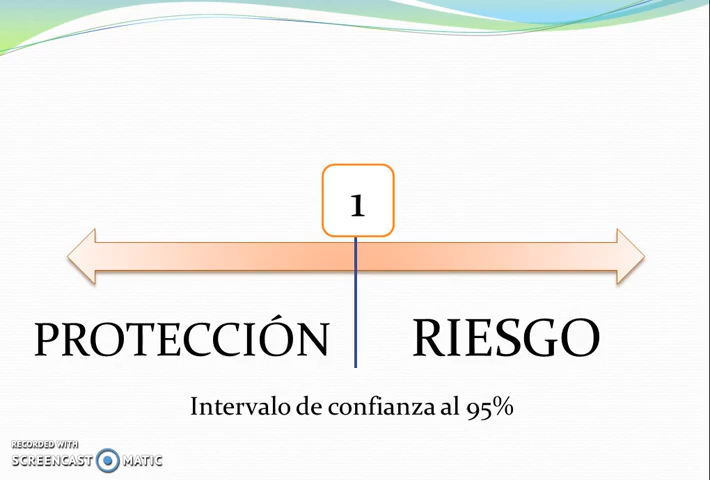 1
PROTECCIÓN
RIESGO
Intervalo de confianza al 95%
RECORDED WITH
SCREENCAST MATIC